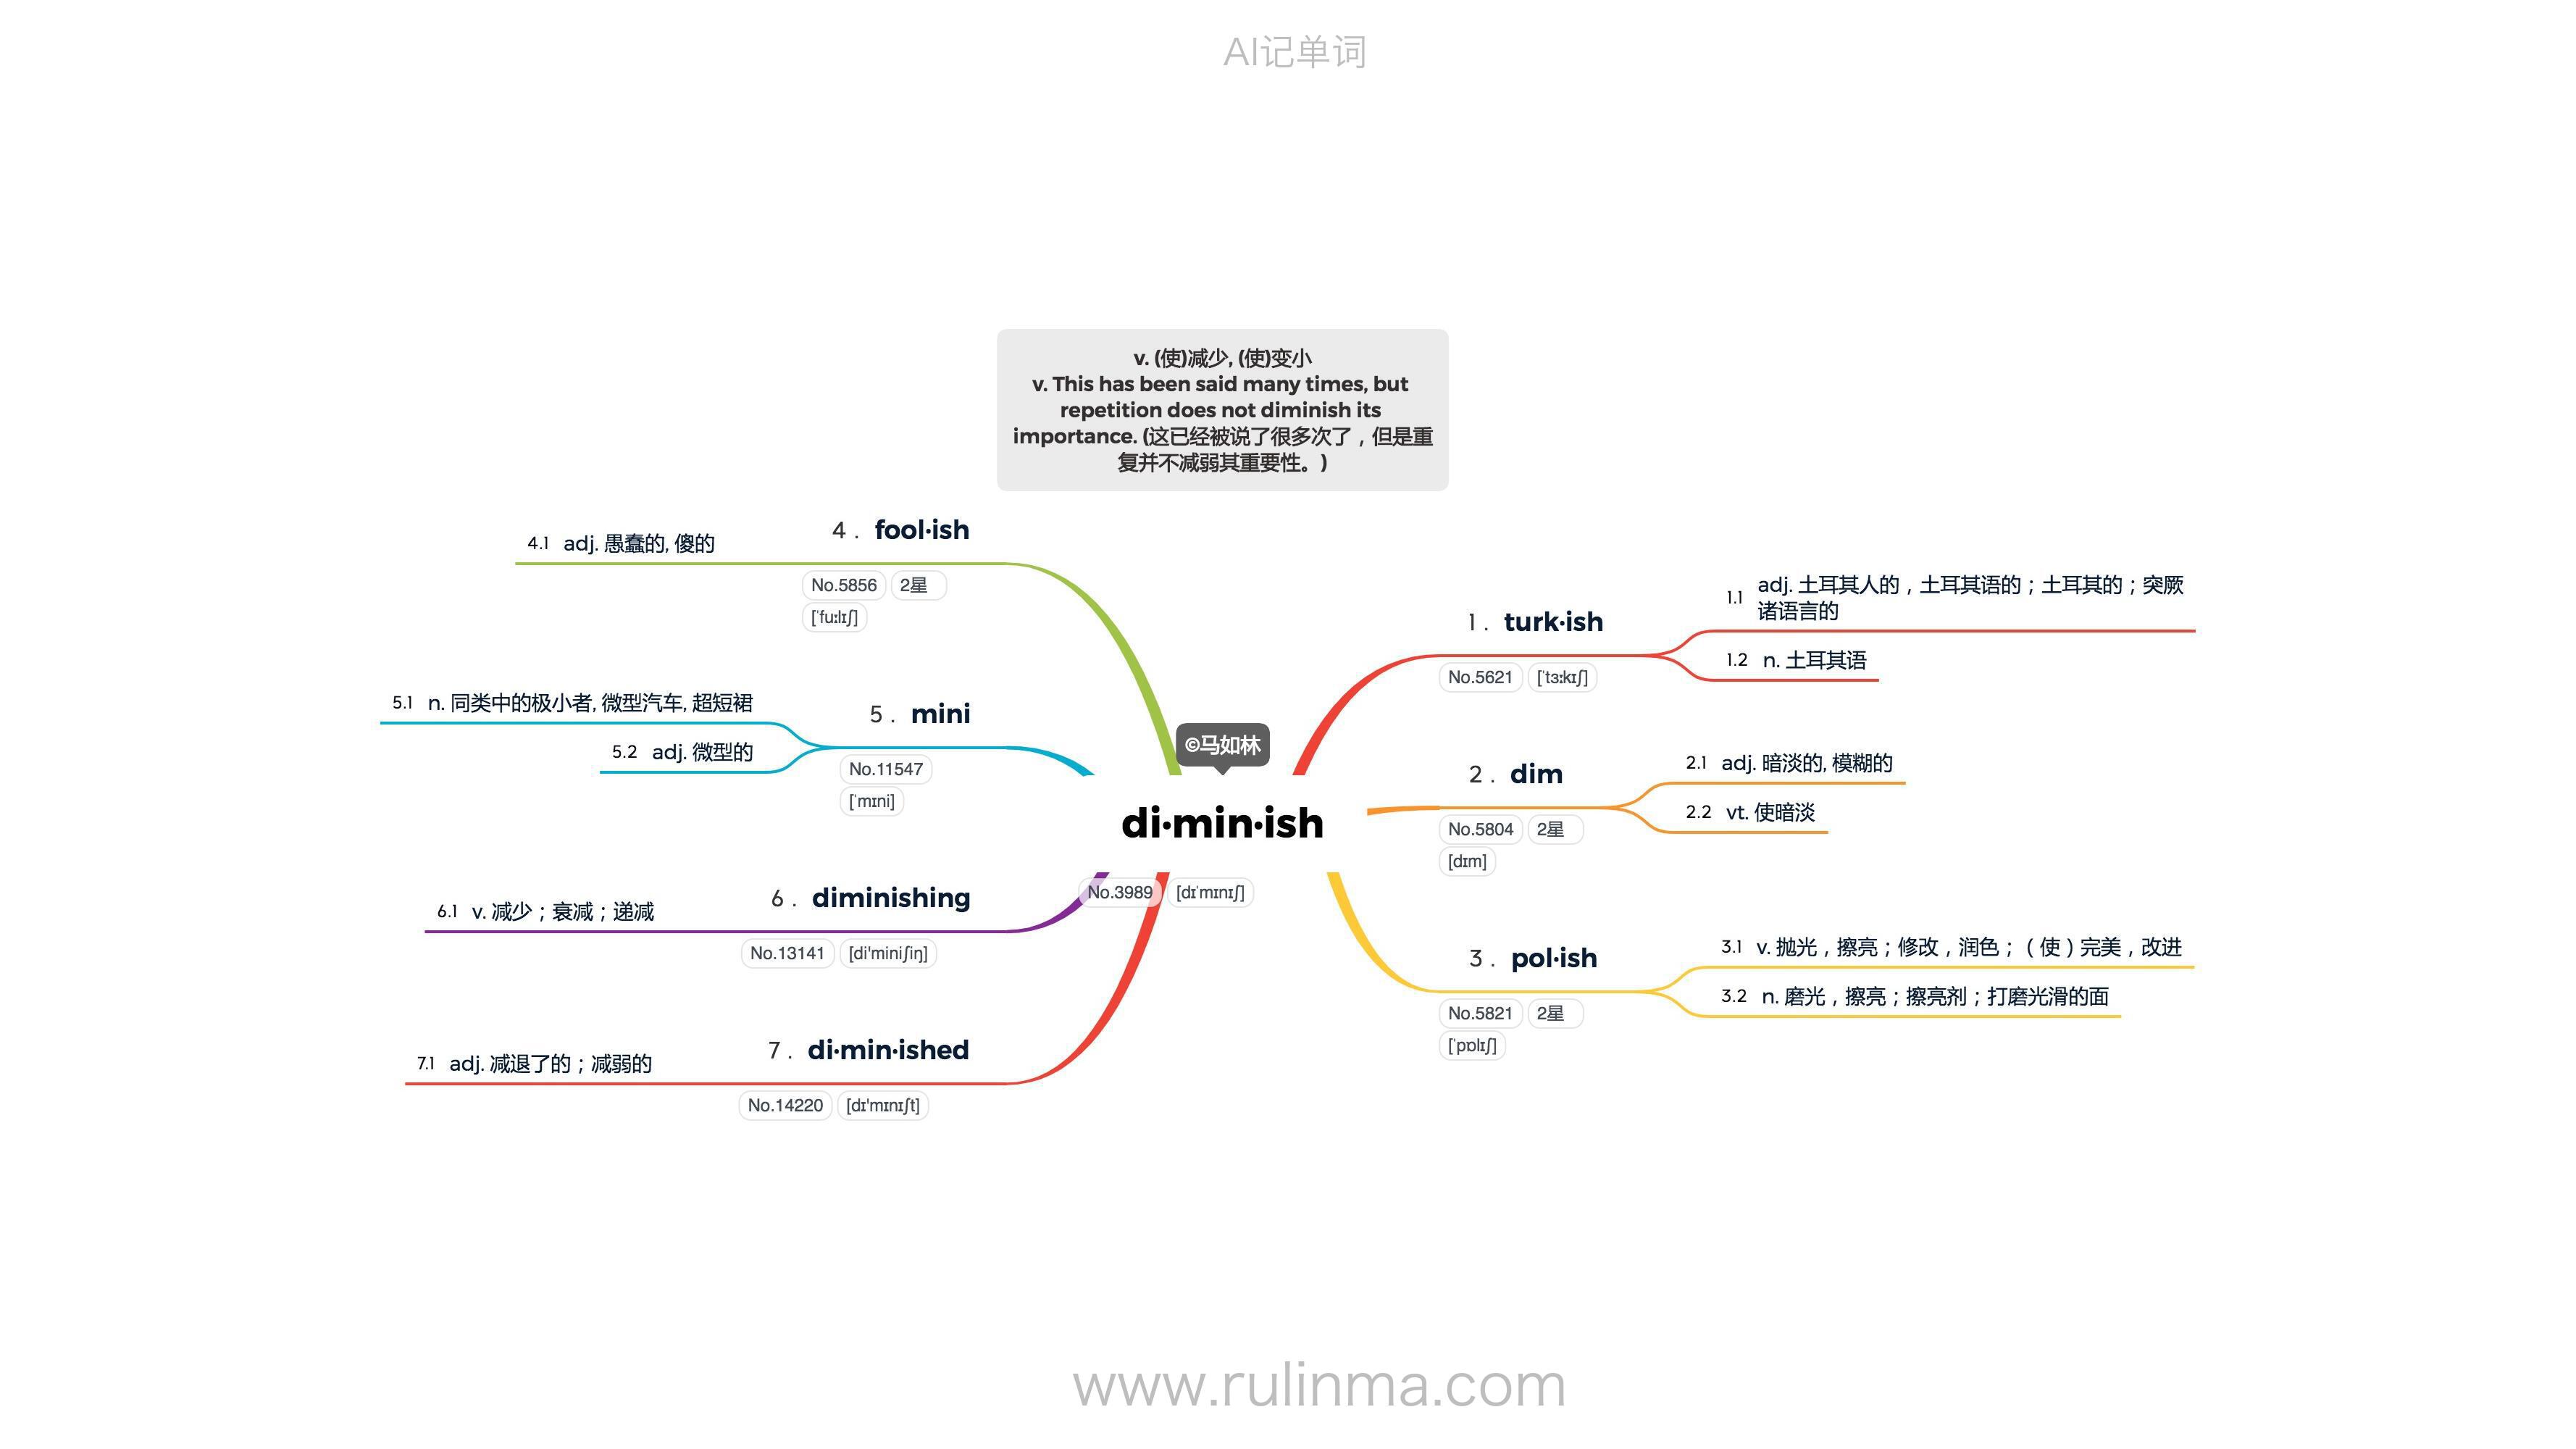 AI记单词
v. (使)减少, (使)变小
v. This has been said many times, but
repetition does not diminish its
importance. (这已经被说了很多次了，但是重
复并不减弱其重要性。)
©马如林
di·min·ish
No.3989 [dɪˈmɪnɪʃ]
1. turk·ish
No.5621 [ˈtɜːkɪʃ]
1.1 adj. 土耳其人的，土耳其语的；土耳其的；突厥
诸语言的
1.2 n. 土耳其语
2. dim
No.5804 2星
[dɪm]
2.1 adj. 暗淡的, 模糊的
2.2 vt. 使暗淡
3. pol·ish
No.5821 2星
[ˈpɒlɪʃ]
3.1 v. 抛光，擦亮；修改，润色；（使）完美，改进
3.2 n. 磨光，擦亮；擦亮剂；打磨光滑的面
4. fool·ish
No.5856 2星
[ˈfuːlɪʃ]
4.1 adj. 愚蠢的, 傻的
5. mini
No.11547
[ˈmɪni]
5.1 n. 同类中的极小者, 微型汽车, 超短裙
5.2 adj. 微型的
6. diminishing
No.13141 [di'miniʃiŋ]
6.1 v. 减少；衰减；递减
7. di·min·ished
No.14220 [dɪ'mɪnɪʃt]
7.1 adj. 减退了的；减弱的
www.rulinma.com